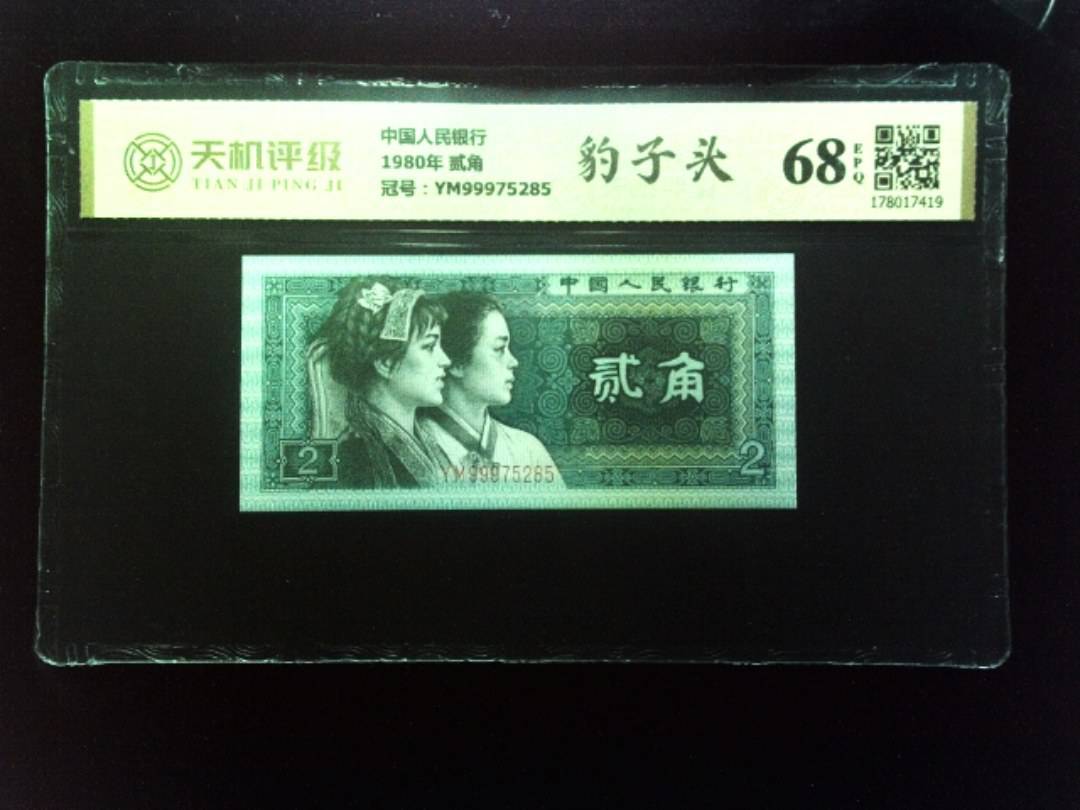 天机评级
TIAN JI PING JI
中国人民银行
1980年 贰角
冠号：YM99975285
豹子头
68
EPQ
178017419
中国人民银行
贰角
2
2
YM99975285